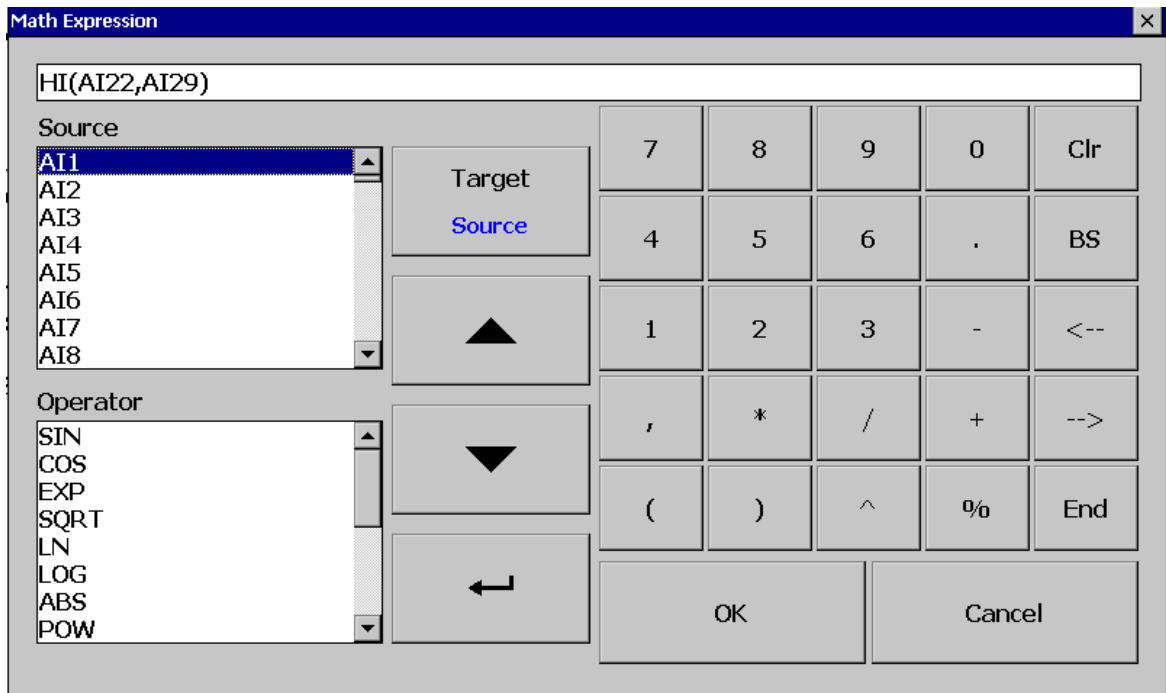 Math Expression
HI(AI22,AI29)
Source
AI1
AI2
AI3
AI4
AI5
AI6
AI7
AI8
Target
Source
Operator
SIN
COS
EXP
SQRT
LN
LOG
ABS
POW
7 8 9 0 Clr
4 5 6 . BS
1 2 3 - <--
, * / + -->
( ) ^ % End
OK Cancel